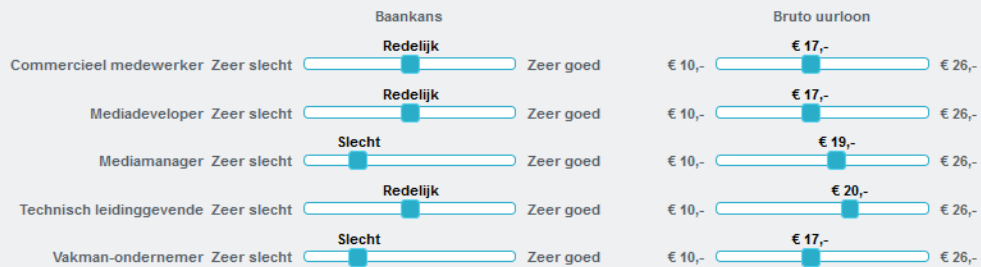 Baankans Bruto uurloon
Redelijk € 17,-
Commercieel medewerker Zeer slecht Zeer goed € 10,- € 26,-
Redelijk € 17,-
Mediadeveloper Zeer slecht Zeer goed € 10,- € 26,-
Slecht € 19,-
Mediamanager Zeer slecht Zeer goed € 10,- € 26,-
Redelijk € 20,-
Technisch leidinggevende Zeer slecht Zeer goed € 10,- € 26,-
Slecht € 17,-
Vakman-ondernemer Zeer slecht Zeer goed € 10,- € 26,-